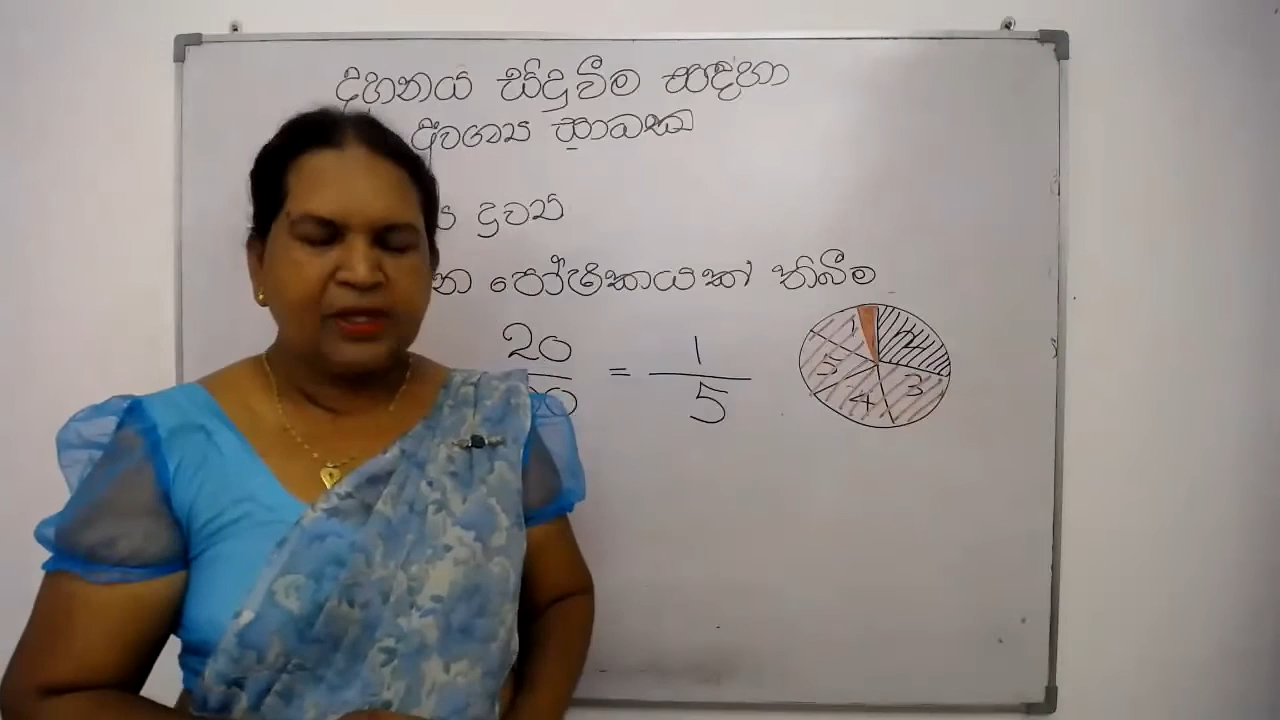 දහනය සිදුවීම සඳහා
අවශ්‍ය සාධක
ද්‍රව්‍ය
පෝෂකයක් තිබීම
20
= 1
5
1 2
5 3
4